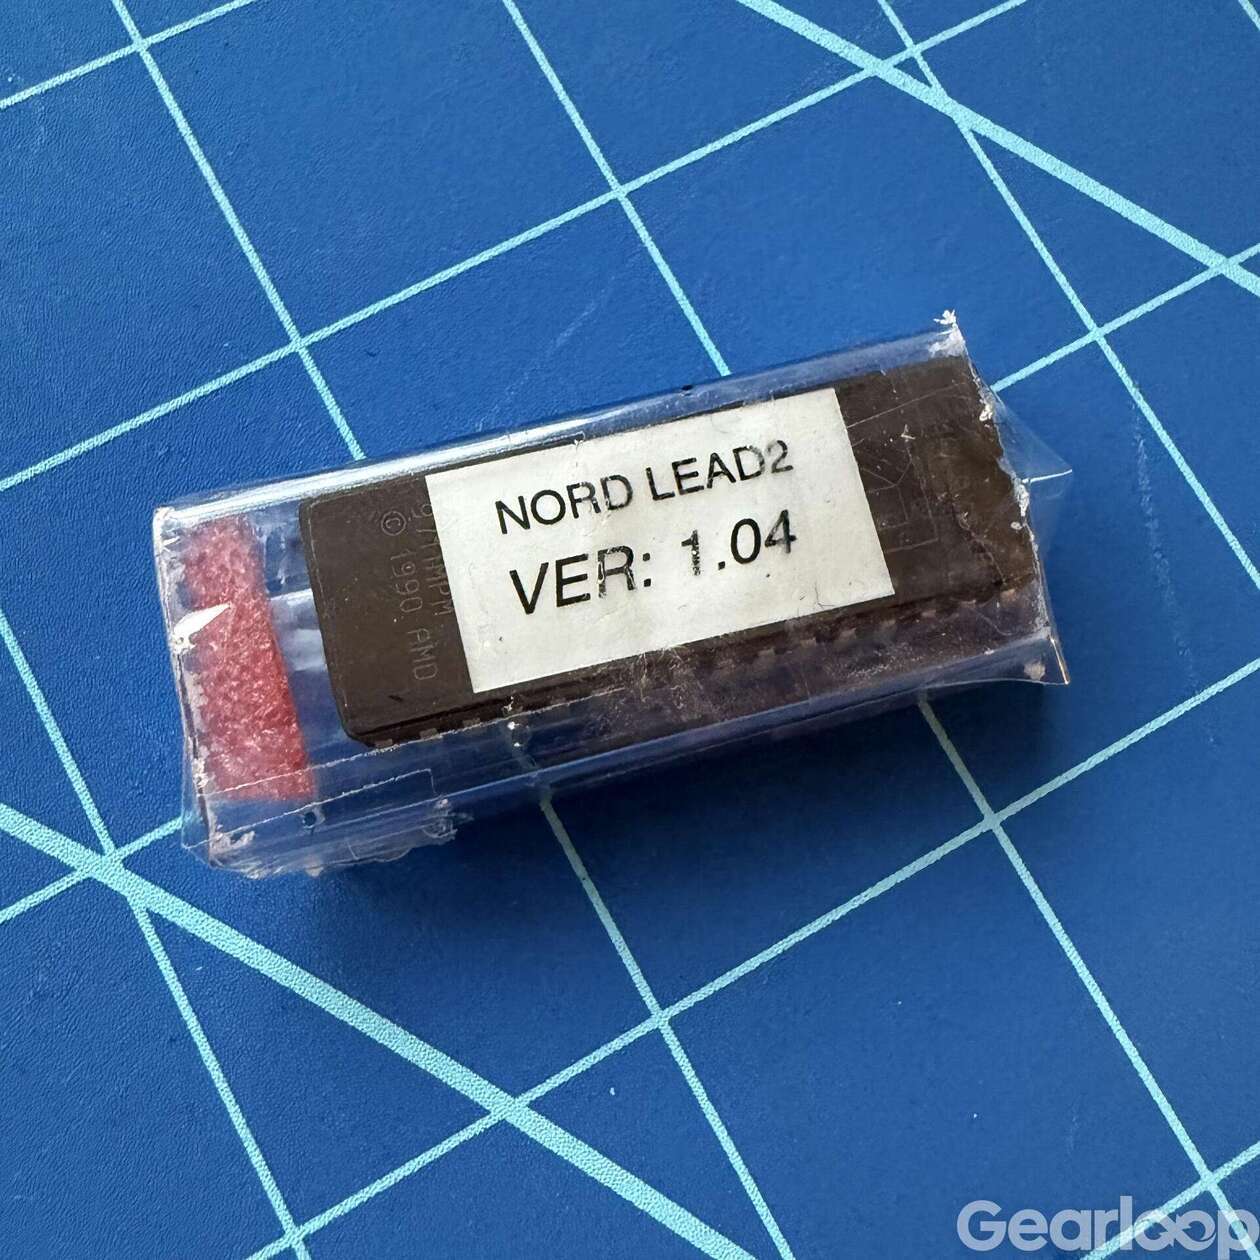 NORD LEAD2
VER: 1.04
© 1990 AMD
Gearloop